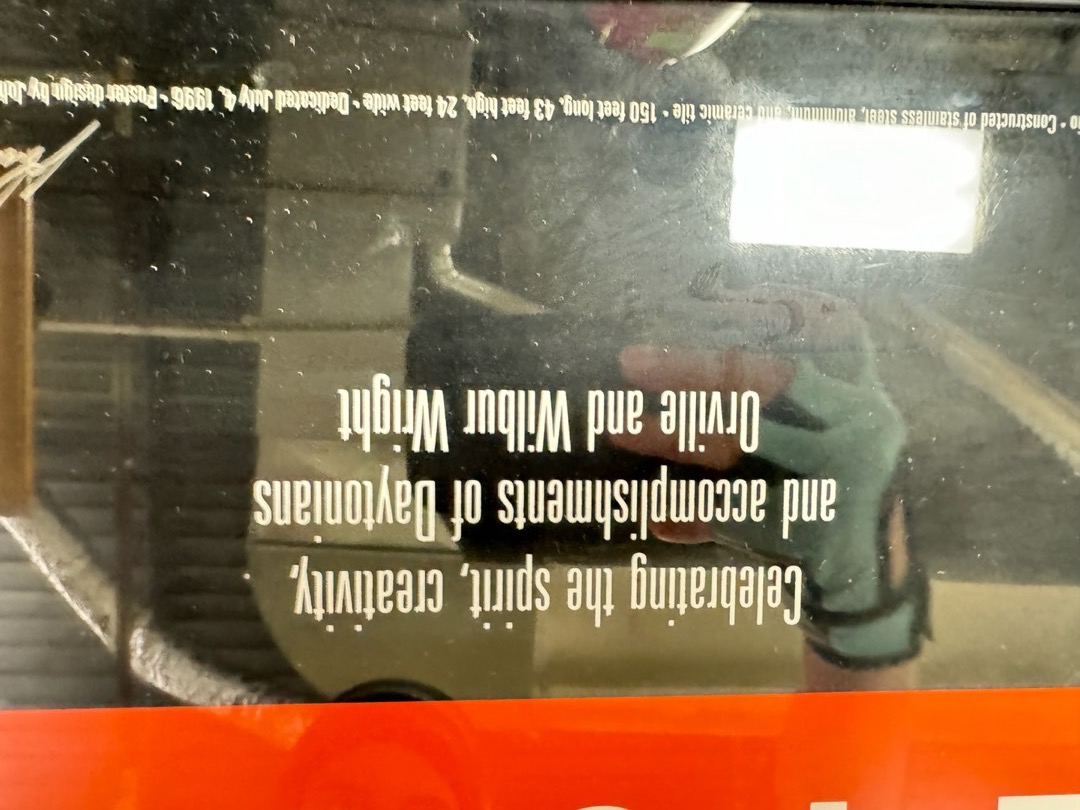 Celebrating the spirit, creativity,
and accomplishments of Daytonians
Orville and Wilbur Wright
• Constructed of stainless steel, aluminum, and ceramic tile • 150 feet long, 43 feet high, 24 feet wide • Dedicated July 4, 1996 • Poster design by